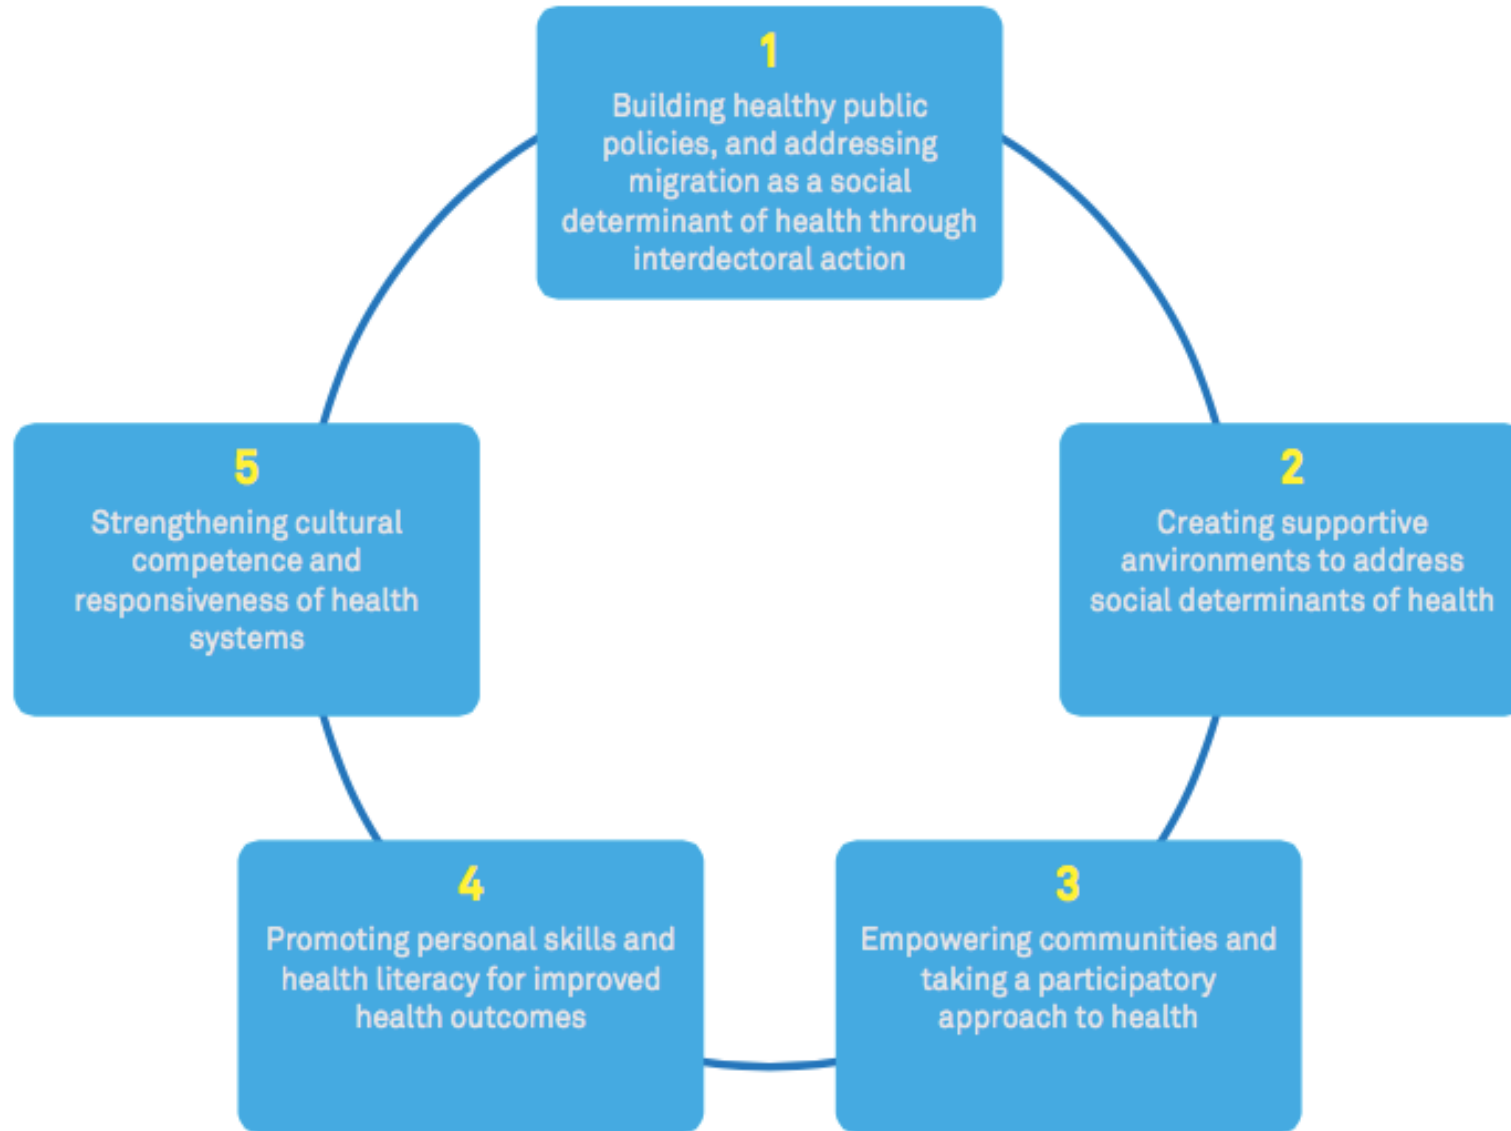 1
Building healthy public
policies, and addressing
migration as a social
determinant of health through
interdectoral action
2
Creating supportive
anvironments to address
social determinants of health
3
Empowering communities and
taking a participatory
approach to health
4
Promoting personal skills and
health literacy for improved
health outcomes
5
Strengthening cultural
competence and
responsiveness of health
systems